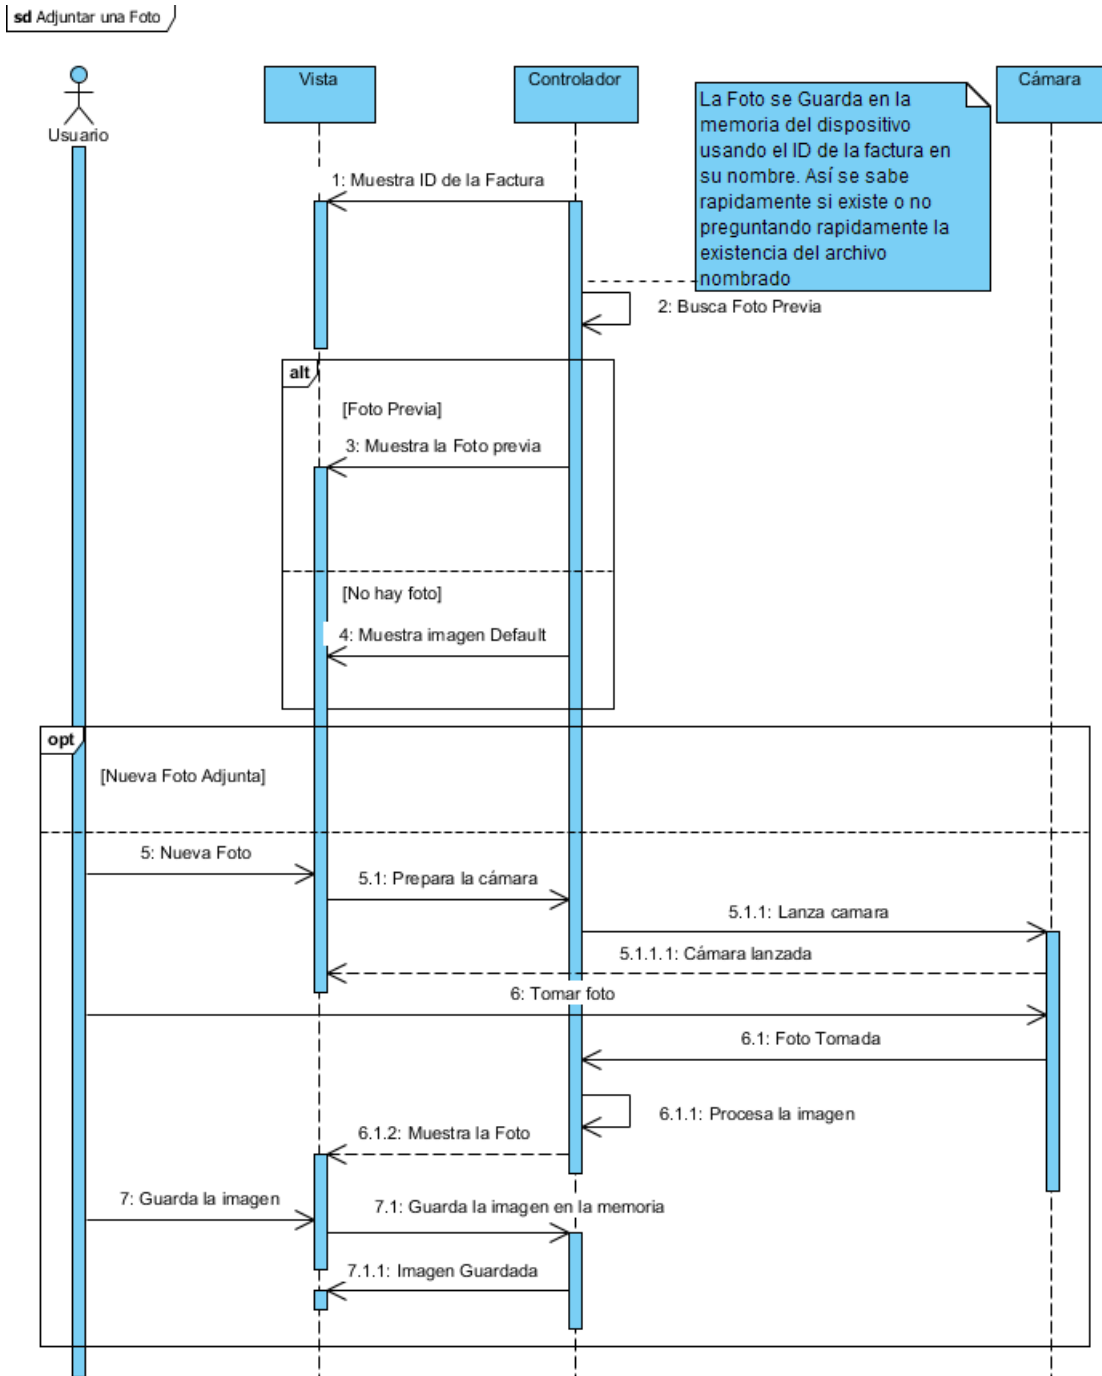 sd Adjuntar una Foto
Usuario
Vista
Controlador
Cámara
La Foto se Guarda en la
memoria del dispositivo
usando el ID de la factura en
su nombre. Así se sabe
rapidamente si existe o no
preguntando rapidamente la
existencia del archivo
nombrado
1: Muestra ID de la Factura
2: Busca Foto Previa
alt
[Foto Previa]
3: Muestra la Foto previa
[No hay foto]
4: Muestra imagen Default
opt
[Nueva Foto Adjunta]
5: Nueva Foto
5.1: Prepara la cámara
5.1.1: Lanza camara
5.1.1.1: Cámara lanzada
6: Tomar foto
6.1: Foto Tomada
6.1.1: Procesa la imagen
6.1.2: Muestra la Foto
7: Guarda la imagen
7.1: Guarda la imagen en la memoria
7.1.1: Imagen Guardada